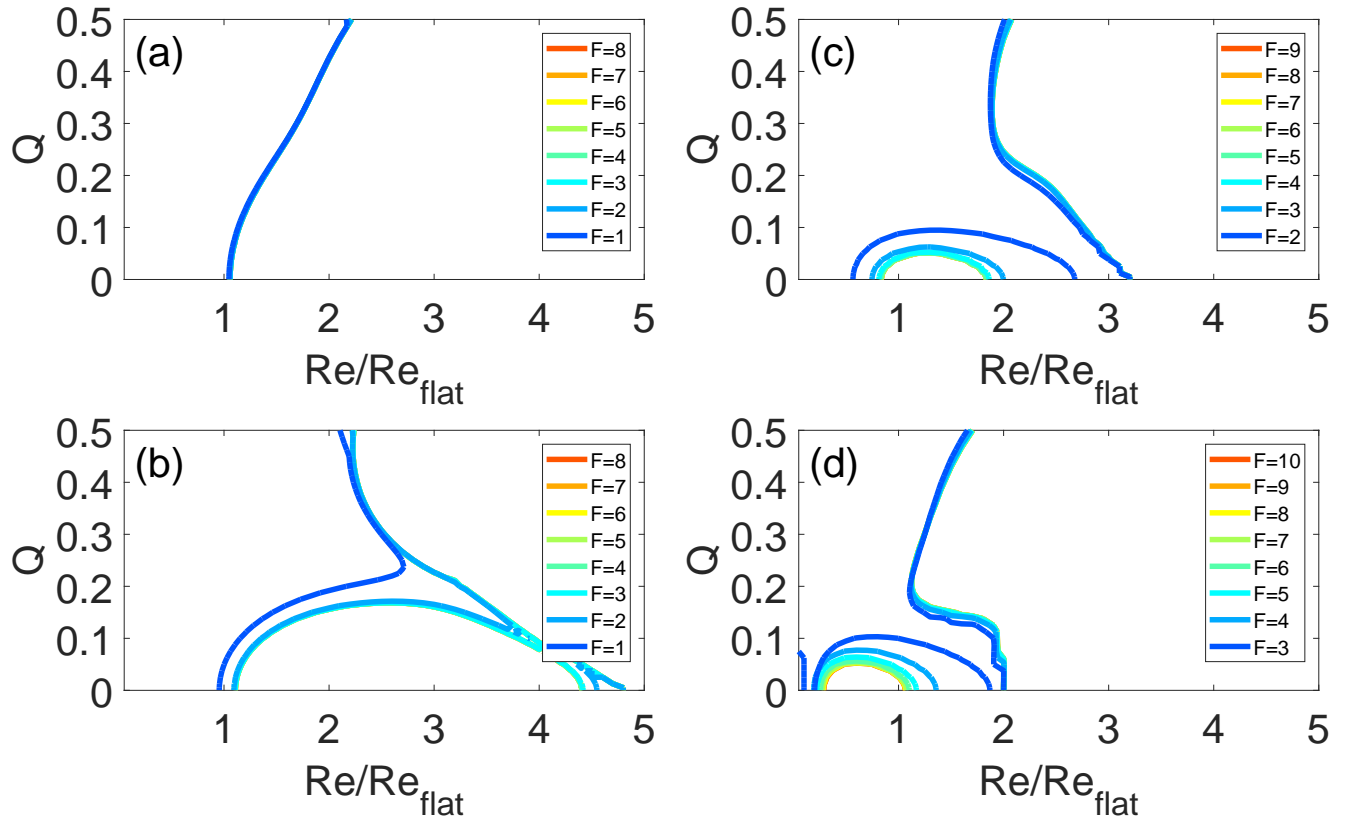 (a)
0.5
0.4
0.3
0.2
0.1
0
Q
1 2 3 4 5
Re/Re_flat
F=8
F=7
F=6
F=5
F=4
F=3
F=2
F=1
(c)
0.5
0.4
0.3
0.2
0.1
0
Q
1 2 3 4 5
Re/Re_flat
F=9
F=8
F=7
F=6
F=5
F=4
F=3
F=2
(b)
0.5
0.4
0.3
0.2
0.1
0
Q
1 2 3 4 5
Re/Re_flat
F=8
F=7
F=6
F=5
F=4
F=3
F=2
F=1
(d)
0.5
0.4
0.3
0.2
0.1
0
Q
1 2 3 4 5
Re/Re_flat
F=10
F=9
F=8
F=7
F=6
F=5
F=4
F=3